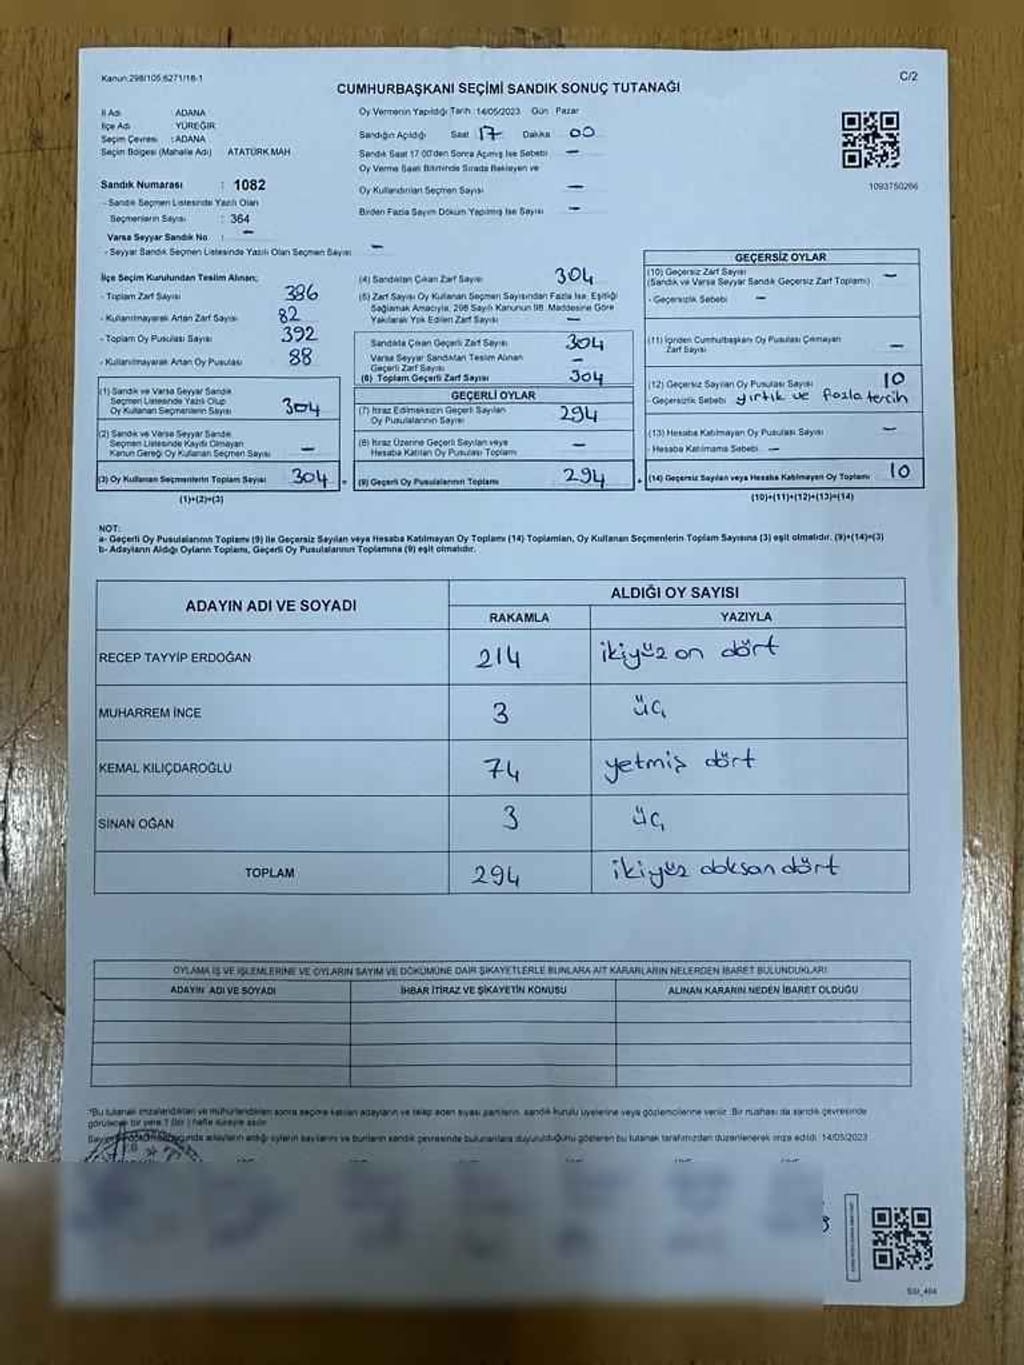 Kanun:298/105,6271/18-1
C/2
CUMHURBAŞKANI SEÇİMİ SANDIK SONUÇ TUTANAĞI
İl Adı ADANA
İlçe Adı YÜREĞİR
Seçim Çevresi : ADANA
Seçim Bölgesi (Mahalle Adı) ATATÜRK MAH
Sandık Numarası : 1082
- Sandık Seçmen Listesinde Yazılı Olan
Seçmenlerin Sayısı : 364
Varsa Seyyar Sandık No : -
- Seyyar Sandık Seçmen Listesinde Yazılı Olan Seçmen Sayısı -
Oy Vermenin Yapıldığı Tarih : 14/05/2023 Gün : Pazar
Sandığın Açıldığı Saat 17 Dakika 00
Sandık Saat 17:00'den Sonra Açılmış İse Sebebi -
Oy Verme Saati Bitiminde Sırada Bekleyen ve
Oy Kullandırılan Seçmen Sayısı -
Birden Fazla Sayım Döküm Yapılmış İse Sayısı -
1093750266
İlçe Seçim Kurulundan Teslim Alınan;
- Toplam Zarf Sayısı 386
- Kullanılmayarak Artan Zarf Sayısı 82
- Toplam Oy Pusulası Sayısı 392
- Kullanılmayarak Artan Oy Pusulası 88
(1) Sandık ve Varsa Seyyar Sandık
Seçmen Listesinde Yazılı Olup
Oy Kullanan Seçmenlerin Sayısı 304
(2) Sandık ve Varsa Seyyar Sandık
Seçmen Listesinde Kaydı Olmayan
Kanun Gereği Oy Kullanan Seçmen Sayısı -
(3) Oy Kullanan Seçmenlerin Toplam Sayısı 304 =
(1)+(2)=(3)
(4) Sandıktan Çıkan Zarf Sayısı 304
(5) Zarf Sayısı Oy Kullanan Seçmen Sayısından Fazla İse, Eşitliği
Sağlamak Amacıyla, 298 Sayılı Kanunun 98. Maddesine Göre
Yakılarak Yok Edilen Zarf Sayısı -
Sandıkta Çıkan Geçerli Zarf Sayısı 304
Varsa Seyyar Sandıktan Teslim Alınan
Geçerli Zarf Sayısı -
(6) Toplam Geçerli Zarf Sayısı 304
GEÇERLİ OYLAR
(7) İtiraz Edilmeksizin Geçerli Sayılan
Oy Pusulalarının Sayısı 294
(8) İtiraz Üzerine Geçerli Sayılan veya
Hesaba Katılan Oy Pusulası Toplamı -
(9) Geçerli Oy Pusulalarının Toplamı 294 +
GEÇERSİZ OYLAR
(10) Geçersiz Zarf Sayısı -
(Sandık ve Varsa Seyyar Sandık Geçersiz Zarf Toplamı)
- Geçersizlik Sebebi -
(11) İçinden Cumhurbaşkanı Oy Pusulası Çıkmayan
Zarf Sayısı -
(12) Geçersiz Sayılan Oy Pusulası Sayısı 10
- Geçersizlik Sebebi yırtık ve fazla tercih
(13) Hesaba Katılmayan Oy Pusulası Sayısı -
- Hesaba Katılmama Sebebi -
(14) Geçersiz Sayılan veya Hesaba Katılmayan Oy Toplamı 10
(10)+(11)+(12)+(13)=(14)
NOT:
a- Geçerli Oy Pusulalarının Toplamı (9) ile Geçersiz Sayılan veya Hesaba Katılmayan Oy Toplamı (14) Toplamları, Oy Kullanan Seçmenlerin Toplam Sayısına (3) eşit olmalıdır. (9)+(14)=(3)
b- Adayların Aldığı Oyların Toplamı, Geçerli Oy Pusulalarının Toplamına (9) eşit olmalıdır.
ADAYIN ADI VE SOYADI ALDIĞI OY SAYISI
RAKAMLA YAZIYLA
RECEP TAYYİP ERDOĞAN 214 ikiyüz on dört
MUHARREM İNCE 3 üç
KEMAL KILIÇDAROĞLU 74 yetmiş dört
SİNAN OĞAN 3 üç
TOPLAM 294 ikiyüz doksan dört
OYLAMA İŞ VE İŞLEMLERİNE VE OYLARIN SAYIM VE DÖKÜMÜNE DAİR ŞİKAYETLERLE BUNLARA AİT KARARLARIN NELERDEN İBARET BULUNDUKLARI
ADAYIN ADI VE SOYADI İHBAR İTİRAZ VE ŞİKAYETİN KONUSU ALINAN KARARIN NEDEN İBARET OLDUĞU
*Bu tutanak imzalandıktan ve mühürlendikten sonra seçime katılan adayların ve talep eden siyasi partilerin, sandık kurulu üyelerine veya gözlemcilerine verilir. Bir nüshası da sandık çevresinde
görülecek bir yere 1 (bir) hafta süreyle asılır.
adayların aldığı oyların sayılarını ve bunların sandık çevresinde bulunanlara duyurulduğunu gösteren bu tutanak tarafımızdan düzenlenerek imza edildi. 14/05/2023